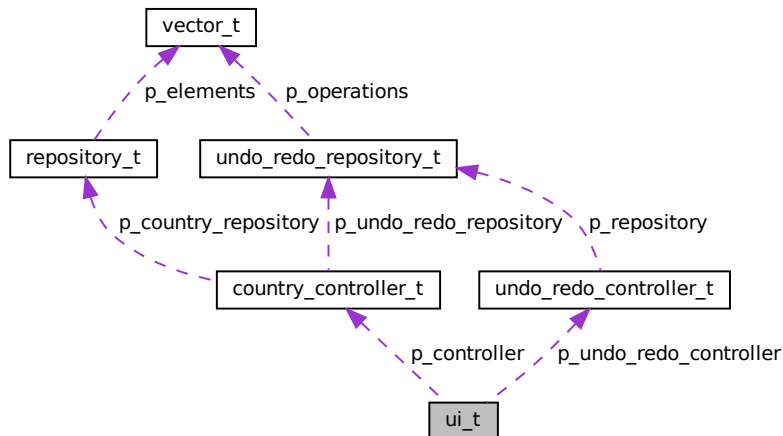 vector_t
p_elements
p_operations
repository_t
undo_redo_repository_t
p_country_repository
p_undo_redo_repository
p_repository
country_controller_t
undo_redo_controller_t
p_controller
p_undo_redo_controller
ui_t